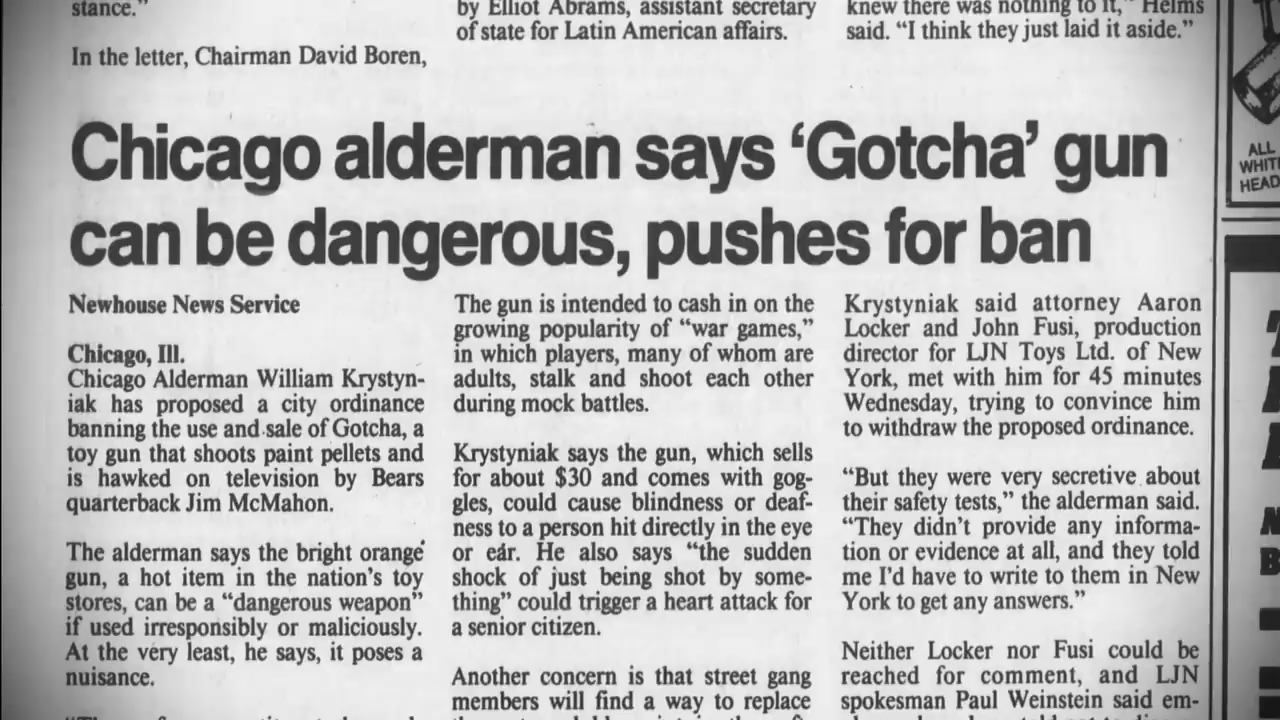 stance."
In the letter, Chairman David Boren,
by Elliot Abrams, assistant secretary
of state for Latin American affairs.
knew there was nothing to it," Helms
said. "I think they just laid it aside."
Chicago alderman says 'Gotcha' gun
can be dangerous, pushes for ban
Newhouse News Service
Chicago, Ill.
Chicago Alderman William Krystyn-
iak has proposed a city ordinance
banning the use and sale of Gotcha, a
toy gun that shoots paint pellets and
is hawked on television by Bears
quarterback Jim McMahon.
The alderman says the bright orange
gun, a hot item in the nation's toy
stores, can be a "dangerous weapon"
if used irresponsibly or maliciously.
At the very least, he says, it poses a
nuisance.
The gun is intended to cash in on the
growing popularity of "war games,"
in which players, many of whom are
adults, stalk and shoot each other
during mock battles.
Krystyniak says the gun, which sells
for about $30 and comes with gog-
gles, could cause blindness or deaf-
ness to a person hit directly in the eye
or ear. He also says "the sudden
shock of just being shot by some-
thing" could trigger a heart attack for
a senior citizen.
Another concern is that street gang
members will find a way to replace
Krystyniak said attorney Aaron
Locker and John Fusi, production
director for LJN Toys Ltd. of New
York, met with him for 45 minutes
Wednesday, trying to convince him
to withdraw the proposed ordinance.
"But they were very secretive about
their safety tests," the alderman said.
"They didn't provide any informa-
tion or evidence at all, and they told
me I'd have to write to them in New
York to get any answers."
Neither Locker nor Fusi could be
reached for comment, and LJN
spokesman Paul Weinstein said em-
ALL
WHIT
HEAD